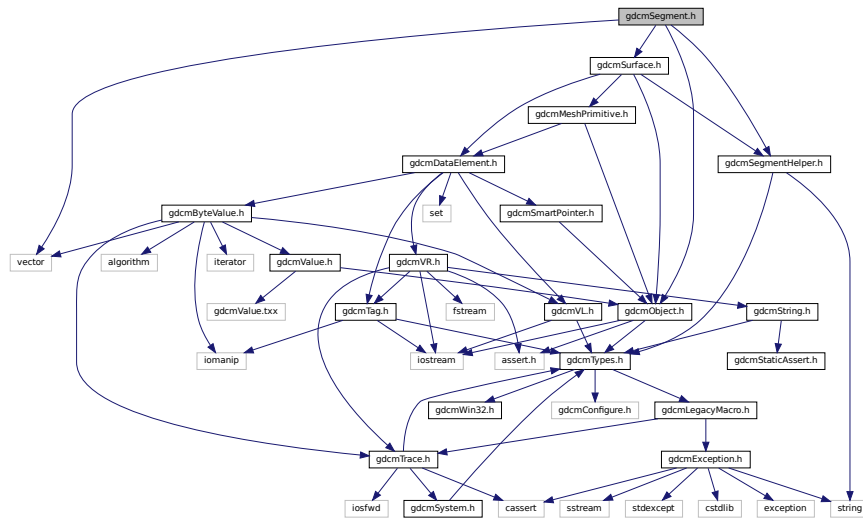 gdcmSegment.h
gdcmSurface.h
gdcmMeshPrimitive.h
gdcmDataElement.h
gdcmSegmentHelper.h
gdcmByteValue.h
set
gdcmSmartPointer.h
vector
algorithm
iterator
gdcmValue.h
gdcmVR.h
gdcmValue.txx
gdcmTag.h
fstream
gdcmVL.h
gdcmObject.h
gdcmString.h
iomanip
iostream
assert.h
gdcmTypes.h
gdcmStaticAssert.h
gdcmWin32.h
gdcmConfigure.h
gdcmLegacyMacro.h
gdcmTrace.h
gdcmException.h
iosfwd
gdcmSystem.h
cassert
sstream
stdexcept
cstdlib
exception
string